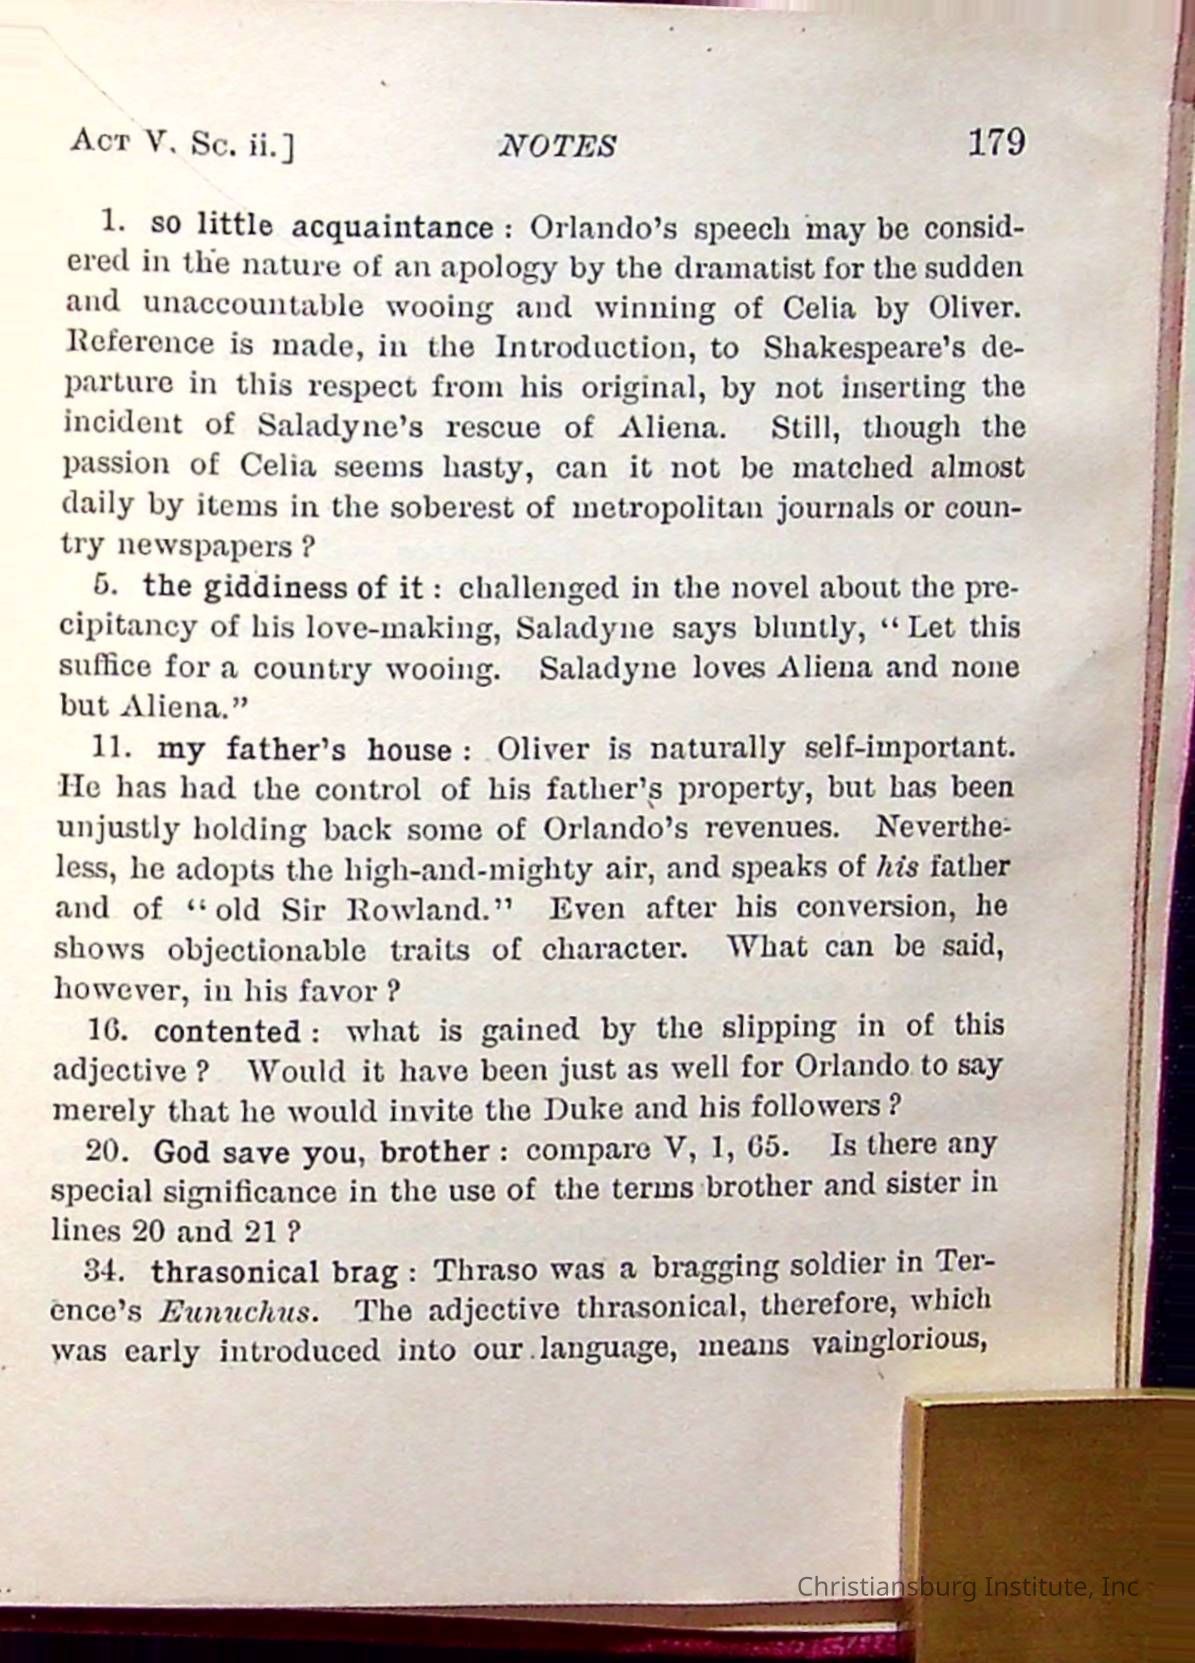 ACT V. Sc. ii.] NOTES 179
1. so little acquaintance : Orlando's speech may be consid-
ered in the nature of an apology by the dramatist for the sudden
and unaccountable wooing and winning of Celia by Oliver.
Reference is made, in the Introduction, to Shakespeare's de-
parture in this respect from his original, by not inserting the
incident of Saladyne's rescue of Aliena. Still, though the
passion of Celia seems hasty, can it not be matched almost
daily by items in the soberest of metropolitan journals or coun-
try newspapers ?
5. the giddiness of it : challenged in the novel about the pre-
cipitancy of his love-making, Saladyne says bluntly, “ Let this
suffice for a country wooing. Saladyne loves Aliena and none
but Aliena.”
11. my father's house : Oliver is naturally self-important.
He has had the control of his father's property, but has been
unjustly holding back some of Orlando's revenues. Neverthe-
less, he adopts the high-and-mighty air, and speaks of his father
and of “ old Sir Rowland.” Even after his conversion, he
shows objectionable traits of character. What can be said,
however, in his favor ?
16. contented : what is gained by the slipping in of this
adjective ? Would it have been just as well for Orlando to say
merely that he would invite the Duke and his followers ?
20. God save you, brother : compare V, 1, 65. Is there any
special significance in the use of the terms brother and sister in
lines 20 and 21 ?
34. thrasonical brag : Thraso was a bragging soldier in Ter-
ence's Eunuchus. The adjective thrasonical, therefore, which
was early introduced into our language, means vainglorious,
Christiansburg Institute, Inc